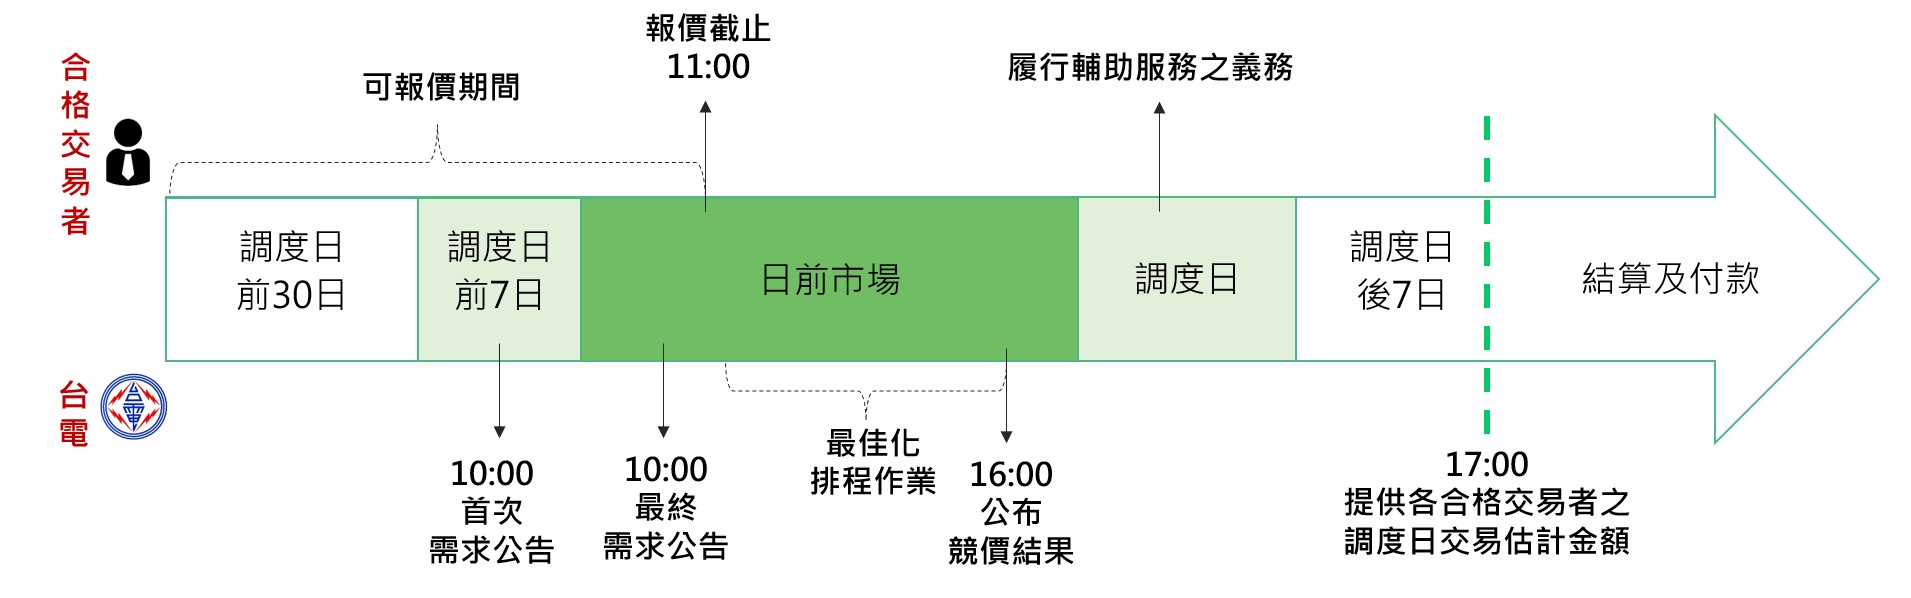 合格交易者
可報價期間
報價截止
11:00
履行輔助服務之義務
調度日
前30日
調度日
前7日
日前市場
調度日
調度日
後7日
結算及付款
台電
10:00
首次
需求公告
10:00
最終
需求公告
最佳化
排程作業
16:00
公布
競價結果
17:00
提供各合格交易者之
調度日交易估計金額